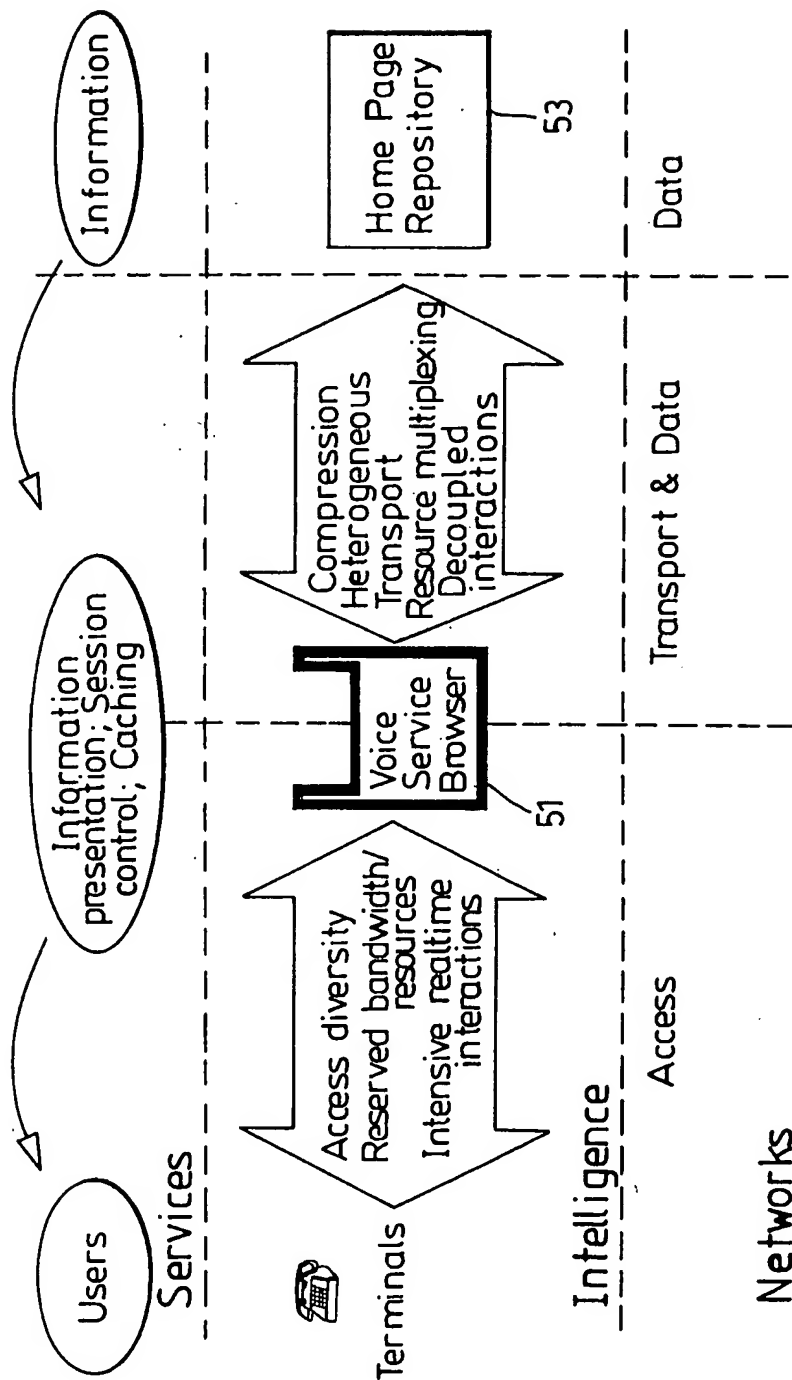 Users
Information
presentation; Session
control; Caching
Information
Services
Terminals
Access diversity
Reserved bandwidth/
resources
Intensive realtime
interactions
Voice
Service
Browser
51
Compression
Heterogeneous
Transport
Resource multiplexing
Decoupled
interactions
Home Page
Repository
53
Intelligence
Access
Transport & Data
Data
Networks